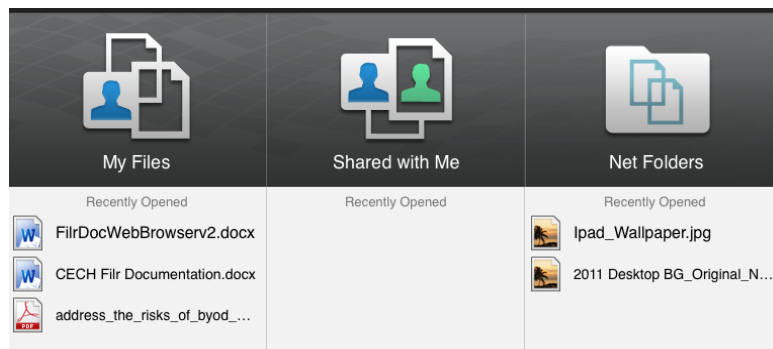 My Files
Shared with Me
Net Folders
Recently Opened
Recently Opened
Recently Opened
FilrDocWebBrowserv2.docx
CECH Filr Documentation.docx
address_the_risks_of_byod_...
Ipad_Wallpaper.jpg
2011 Desktop BG_Original_N...
W
W
PDF